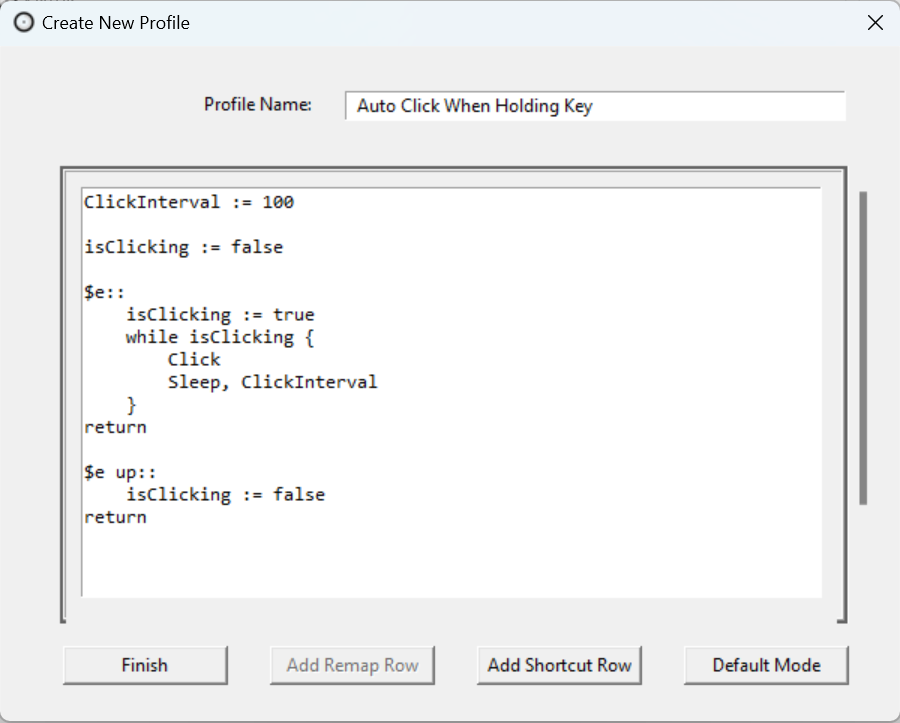 Create New Profile
Profile Name:
Auto Click When Holding Key
ClickInterval := 100
isClicking := false
$e::
    isClicking := true
    while isClicking {
        Click
        Sleep, ClickInterval
    }
return
$e up::
    isClicking := false
return
Finish
Add Remap Row
Add Shortcut Row
Default Mode